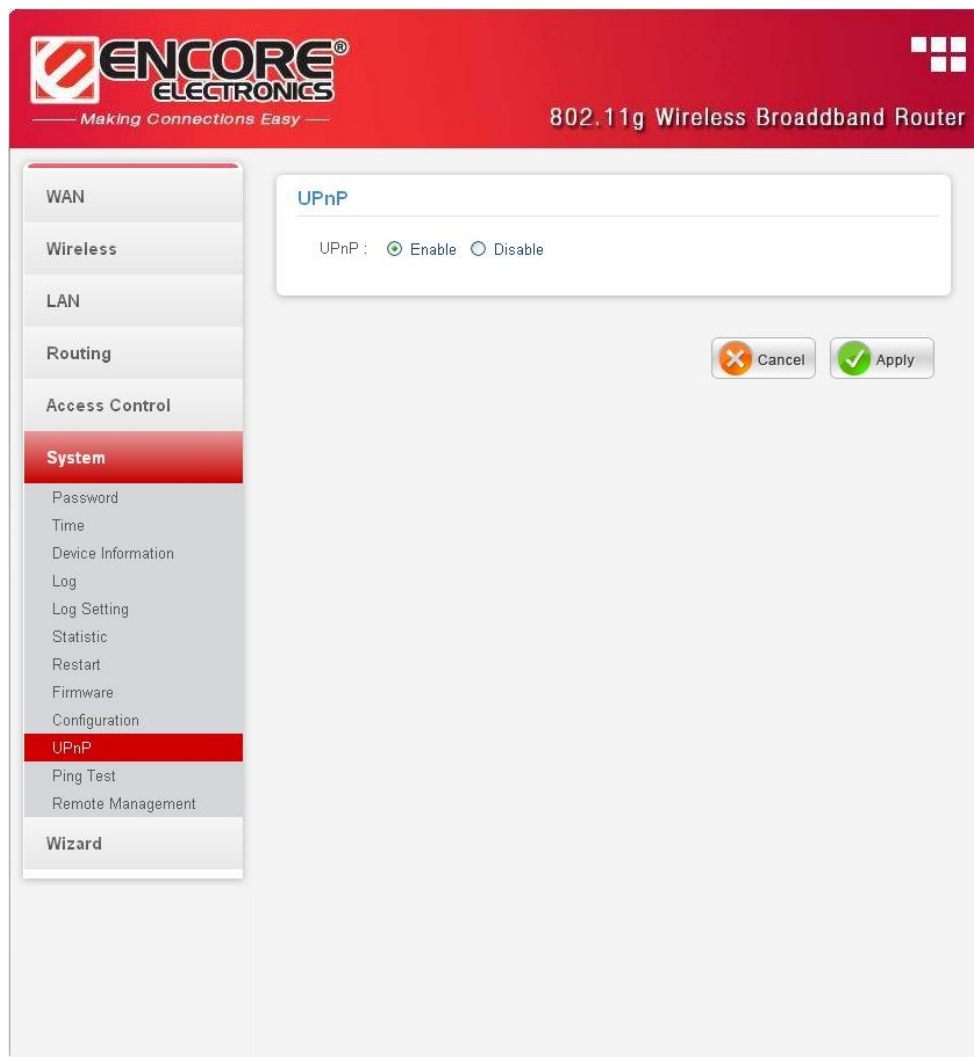 ENCORE®
ELECTRONICS
Making Connections Easy
802.11g Wireless Broaddband Router
WAN
Wireless
LAN
Routing
Access Control
System
Password
Time
Device Information
Log
Log Setting
Statistic
Restart
Firmware
Configuration
UPnP
Ping Test
Remote Management
Wizard
UPnP
UPnP : Enable Disable
Cancel Apply